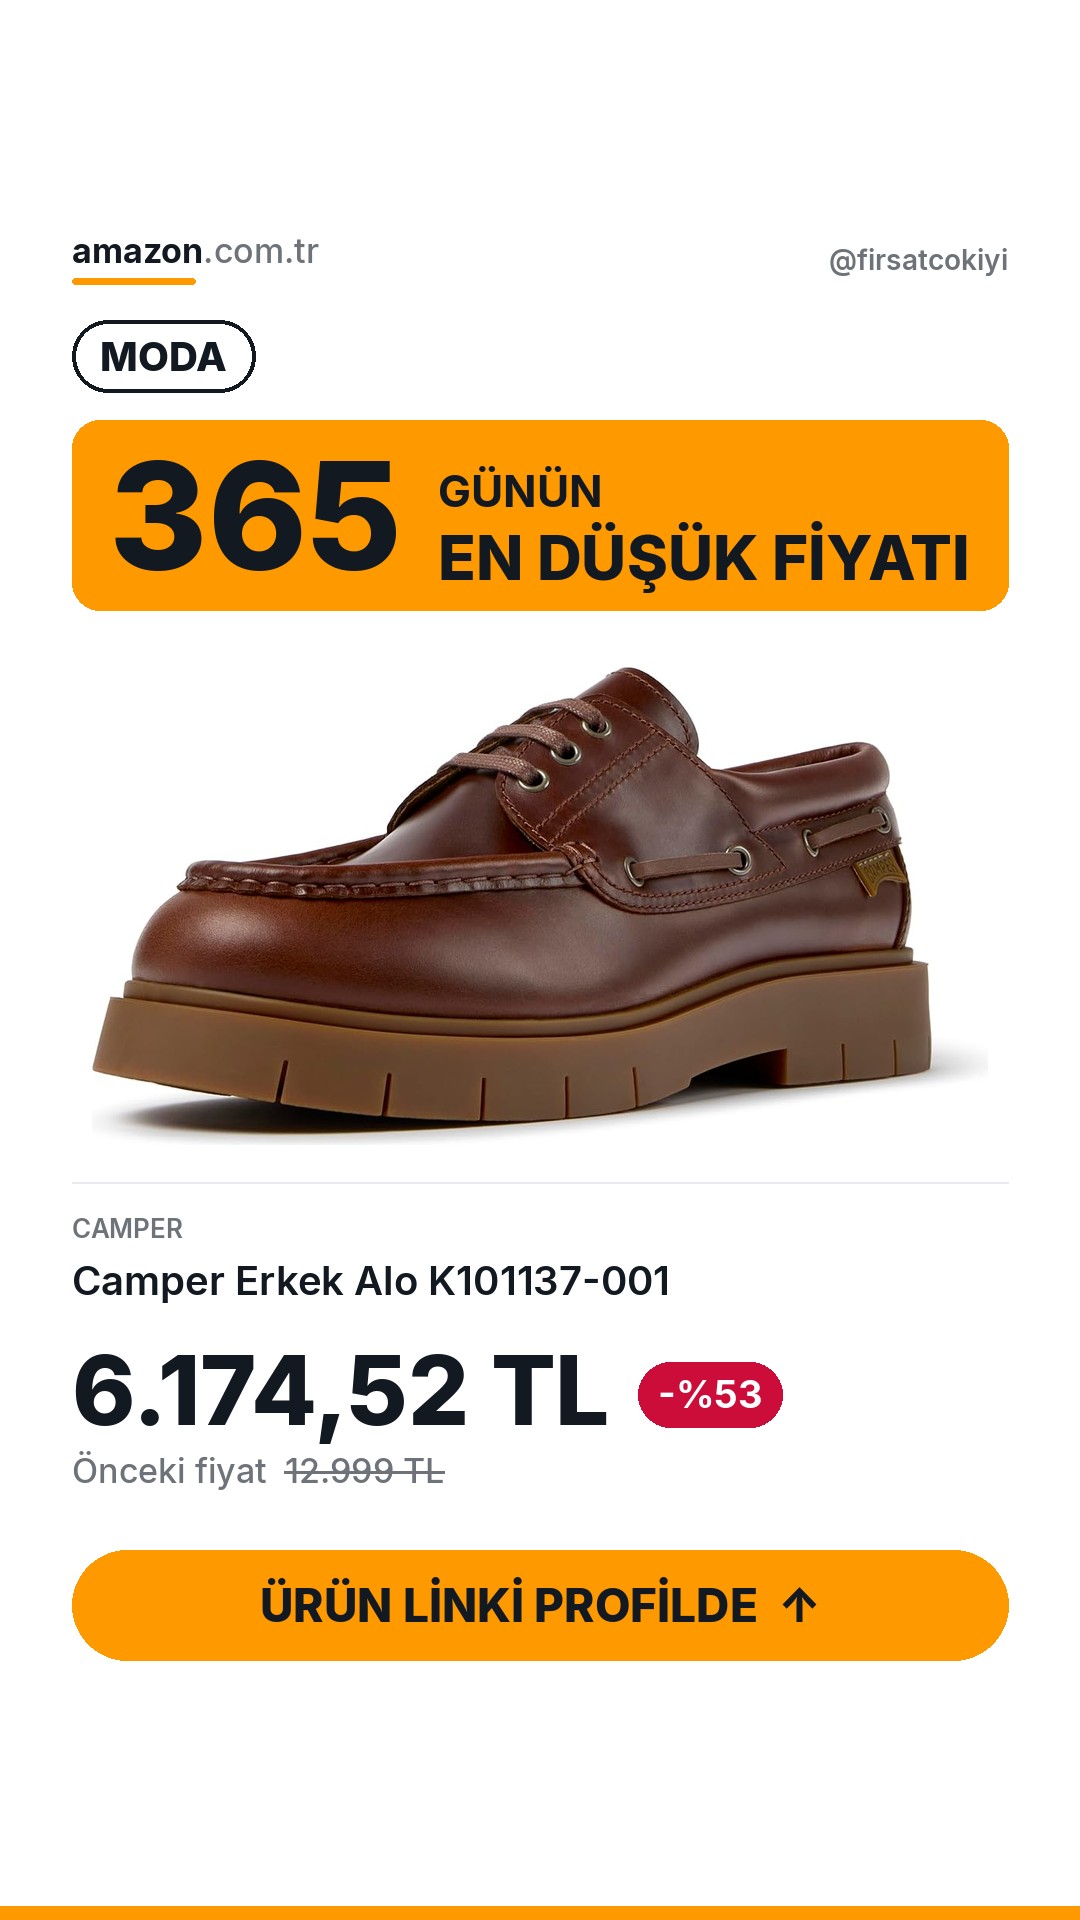 amazon.com.tr
@firsatcokiyi
MODA
365
GÜNÜN
EN DÜŞÜK FİYATI
CAMPER
Camper Erkek Alo K101137-001
6.174,52 TL
-%53
Önceki fiyat 12.999 TL
ÜRÜN LİNKİ PROFİLDE ↑